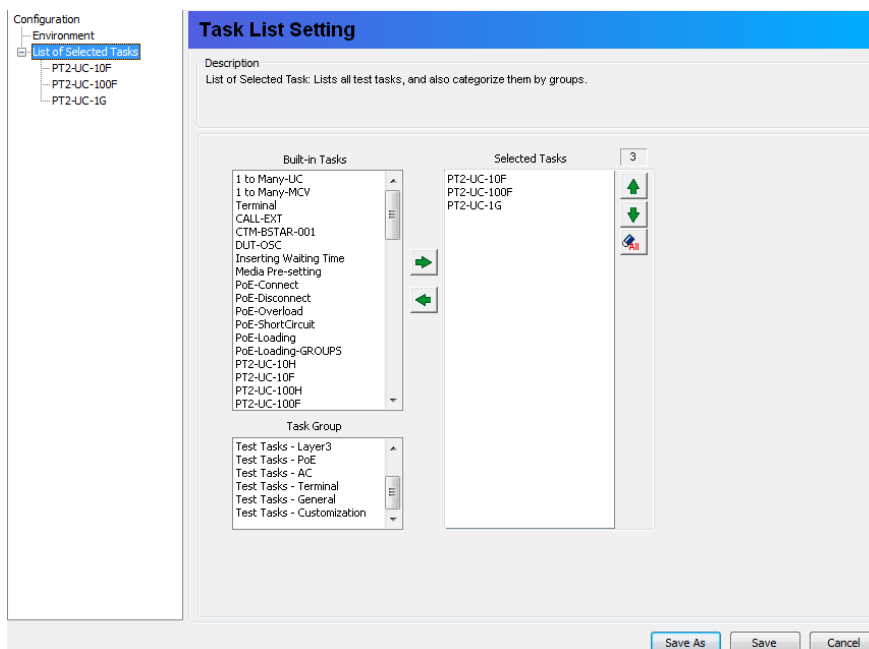 Configuration
Environment
List of Selected Tasks
PT2-UC-10F
PT2-UC-100F
PT2-UC-1G
Task List Setting
Description
List of Selected Task: Lists all test tasks, and also categorize them by groups.
Built-in Tasks
1 to Many-UC
1 to Many-MCV
Terminal
CALL-EXT
CTM-BSTAR-001
DUT-OSC
Inserting Waiting Time
Media Pre-setting
PoE-Connect
PoE-Disconnect
PoE-Overload
PoE-ShortCircuit
PoE-Loading
PoE-Loading-GROUPS
PT2-UC-10H
PT2-UC-10F
PT2-UC-100H
PT2-UC-100F
Task Group
Test Tasks - Layer3
Test Tasks - PoE
Test Tasks - AC
Test Tasks - Terminal
Test Tasks - General
Test Tasks - Customization
Selected Tasks
3
PT2-UC-10F
PT2-UC-100F
PT2-UC-1G
All
Save As
Save
Cancel